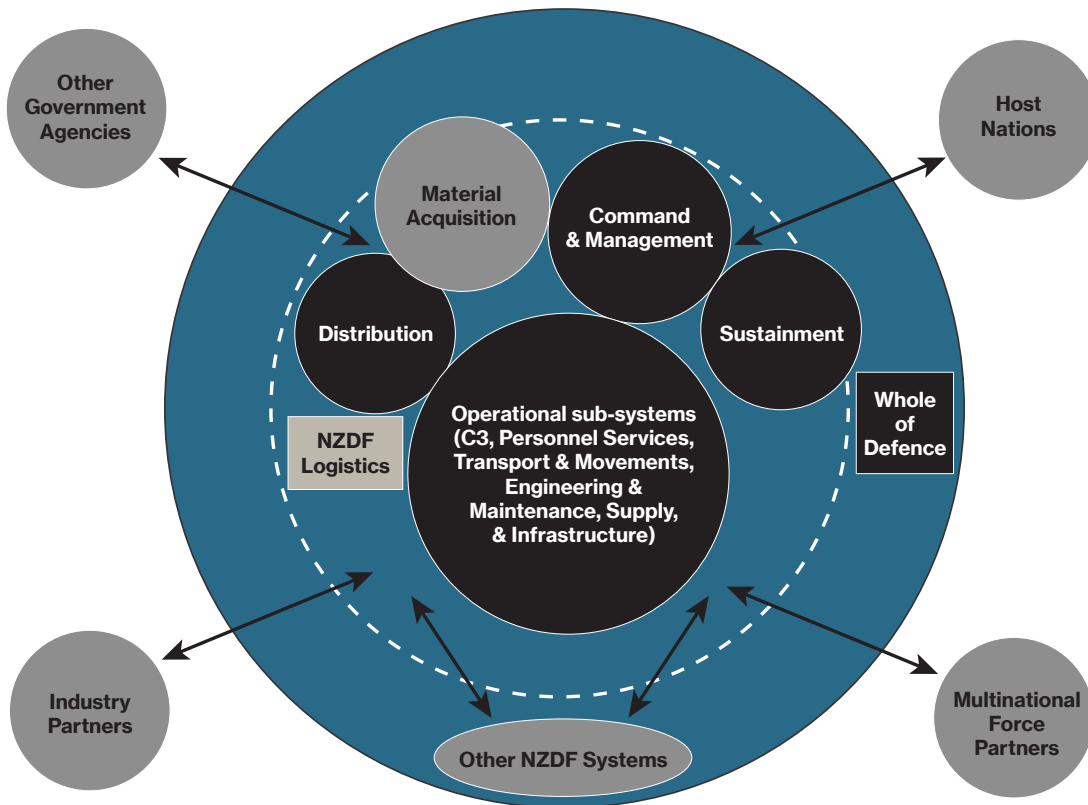 Other
Government
Agencies
Host
Nations
Material
Acquisition
Command
& Management
Distribution
Sustainment
Operational sub-systems
(C3, Personnel Services,
Transport & Movements,
Engineering &
Maintenance, Supply,
& Infrastructure)
NZDF
Logistics
Whole
of
Defence
Industry
Partners
Other NZDF Systems
Multinational
Force
Partners